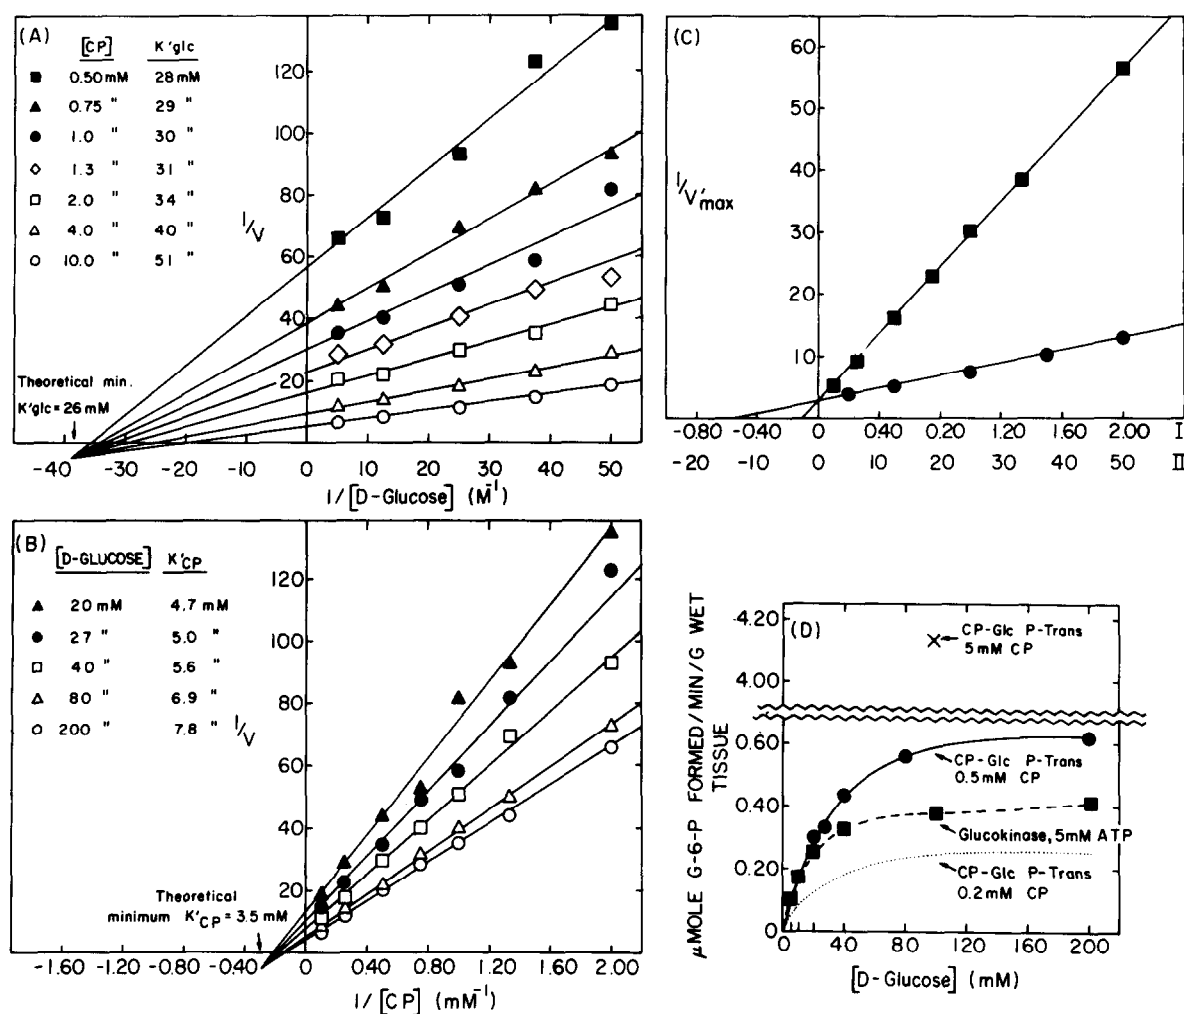 (A)
[CP] K'glc
0.50 mM 28 mM
0.75 " 29 "
1.0 " 30 "
1.3 " 31 "
2.0 " 34 "
4.0 " 40 "
10.0 " 51 "
1/V
120
100
80
60
40
20
Theoretical min.
K'glc = 26 mM
-40 -30 -20 -10 0 10 20 30 40 50
1/[D-Glucose] (M⁻¹)
(B)
[D-GLUCOSE] K'CP
20 mM 4.7 mM
27 " 5.0 "
40 " 5.6 "
80 " 6.9 "
200 " 7.8 "
1/V
120
100
80
60
40
20
Theoretical
minimum K'CP = 3.5 mM
-1.60 -1.20 -0.80 -0.40 0 0.40 0.80 1.20 1.60 2.00
1/[CP] (mM⁻¹)
(C)
60
50
40
30
20
10
1/V'max
-0.80 -0.40 0 0.40 0.20 1.20 1.60 2.00 I
-20 -10 0 10 20 30 40 50 II
(D)
μMOLE G-6-P FORMED/MIN/G WET
TISSUE
4.20
4.00
0.60
0.40
0.20
0
CP-Glc P-Trans
5mM CP
CP-Glc P-Trans
0.5mM CP
Glucokinase, 5mM ATP
CP-Glc P-Trans
0.2mM CP
0 40 80 120 160 200
[D-Glucose] (mM)